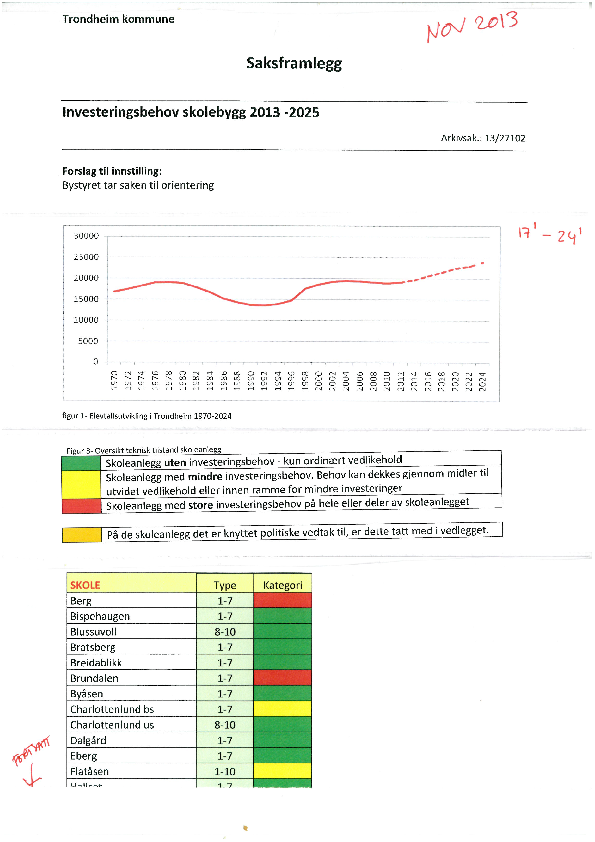 Trondheim kommune
NOV 2013
Saksframlegg
Investeringsbehov skolebygg 2013 -2025
Arkivsak.: 13/27102
Forslag til innstilling:
Bystyret tar saken til orientering
17' - 24'
30000
25000
20000
15000
10000
5000
0
1970 1972 1974 1976 1978 1980 1982 1984 1986 1988 1990 1992 1994 1996 1998 2000 2002 2004 2006 2008 2010 2012 2014 2016 2018 2020 2022 2024
figur 1- Elevtallsutvikling i Trondheim 1970-2024
Figur 3- Oversikt teknisk tilstand skoleanlegg
Skoleanlegg uten investeringsbehov - kun ordinært vedlikehold
Skoleanlegg med mindre investeringsbehov. Behov kan dekkes gjennom midler til
utvidet vedlikehold eller innen ramme for mindre investeringer
Skoleanlegg med store investeringsbehov på hele eller deler av skoleanlegget
På de skoleanlegg det er knyttet politiske vedtak til, er dette tatt med i vedlegget.
SKOLE Type Kategori
Berg 1-7
Bispehaugen 1-7
Blussuvoll 8-10
Bratsberg 1-7
Breidablikk 1-7
Brundalen 1-7
Byåsen 1-7
Charlottenlund bs 1-7
Charlottenlund us 8-10
Dalgård 1-7
Eberg 1-7
Flatåsen 1-10
FORTSATT